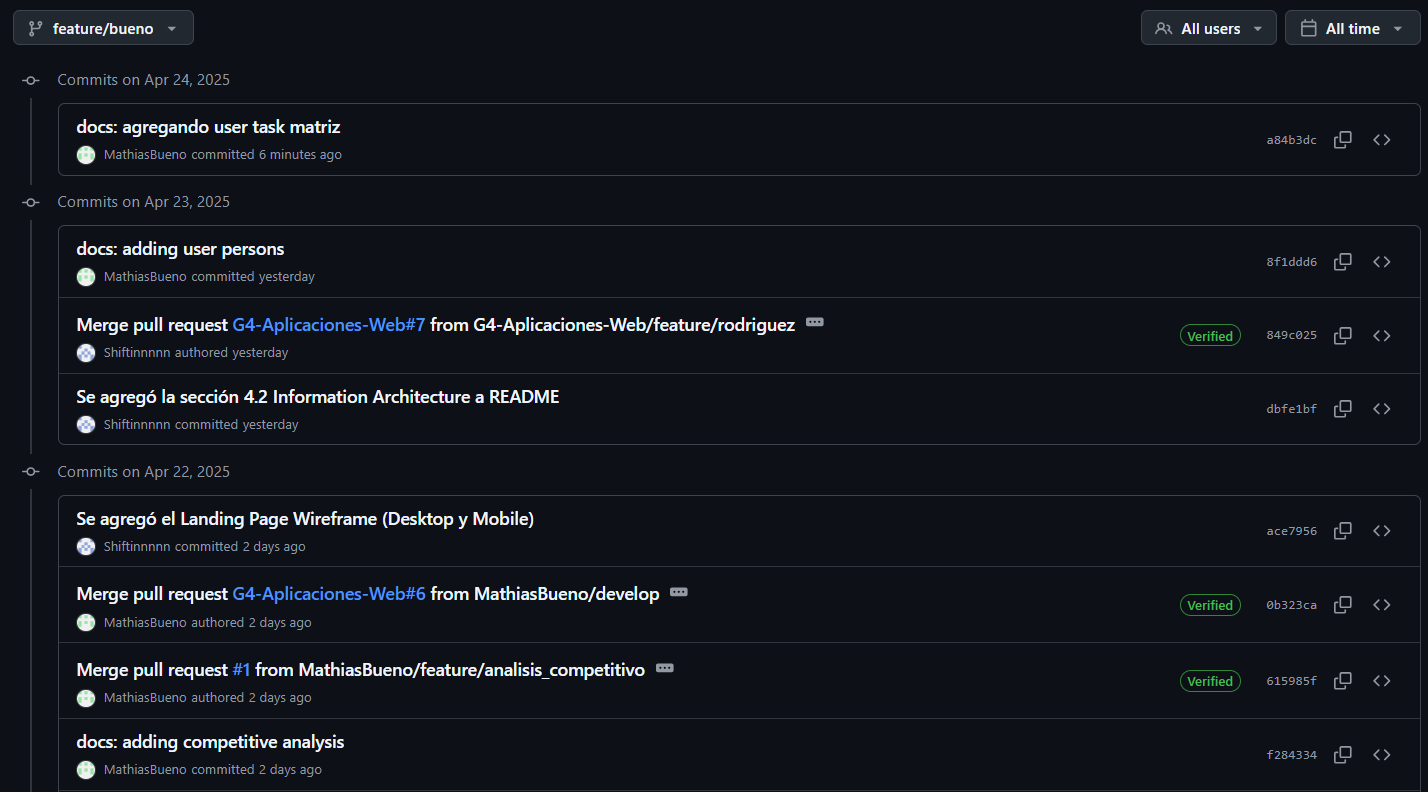 feature/bueno
All users
All time
Commits on Apr 24, 2025
docs: agregando user task matriz
MathiasBueno committed 6 minutes ago
a84b3dc
Commits on Apr 23, 2025
docs: adding user persons
MathiasBueno committed yesterday
8f1ddd6
Merge pull request G4-Aplicaciones-Web#7 from G4-Aplicaciones-Web/feature/rodriguez
Shiftinnnnn authored yesterday
Verified
849c025
Se agregó la sección 4.2 Information Architecture a README
Shiftinnnnn committed yesterday
dbfe1bf
Commits on Apr 22, 2025
Se agregó el Landing Page Wireframe (Desktop y Mobile)
Shiftinnnnn committed 2 days ago
ace7956
Merge pull request G4-Aplicaciones-Web#6 from MathiasBueno/develop
MathiasBueno authored 2 days ago
Verified
0b323ca
Merge pull request #1 from MathiasBueno/feature/analisis_competitivo
MathiasBueno authored 2 days ago
Verified
615985f
docs: adding competitive analysis
MathiasBueno committed 2 days ago
f284334